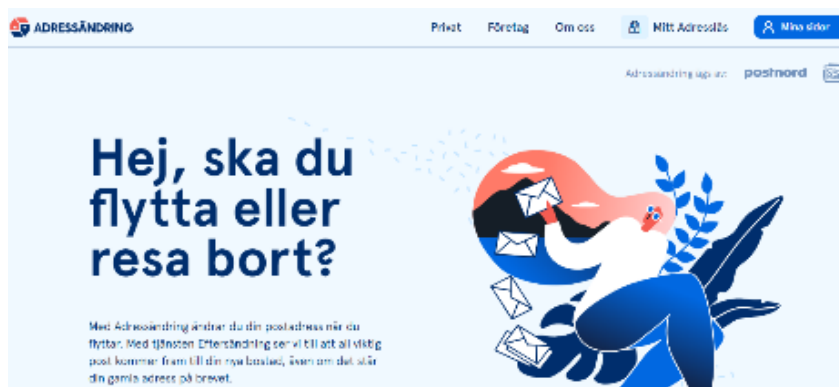 ADRESSÄNDRING
Privat Företag Om oss Mitt Adresslås Mina sidor
Adressändring ägs av: postnord
Hej, ska du
flytta eller
resa bort?
Med Adressändring ändrar du din postadress när du
flyttar. Med tjänsten Eftersändning ser vi till att all viktig
post kommer fram till din nya bostad, även om det står
din gamla adress på brevet.